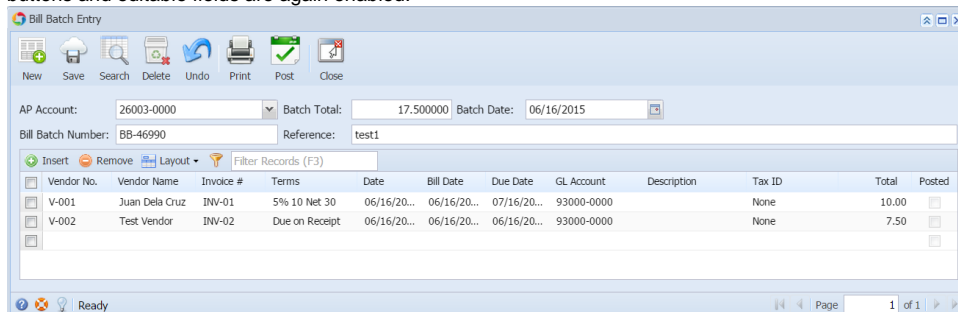 buttons and suitable fields are again enabled.
Bill Batch Entry
New Save Search Delete Undo Print Post Close
AP Account: 26003-0000 Batch Total: 17.500000 Batch Date: 06/16/2015
Bill Batch Number: BB-46990 Reference: test1
Insert Remove Layout Filter Records (F3)
Vendor No. Vendor Name Invoice # Terms Date Bill Date Due Date GL Account Description Tax ID Total Posted
V-001 Juan Dela Cruz INV-01 5% 10 Net 30 06/16/20... 06/16/20... 07/16/20... 93000-0000 None 10.00
V-002 Test Vendor INV-02 Due on Receipt 06/16/20... 06/16/20... 06/16/20... 93000-0000 None 7.50
Ready Page 1 of 1